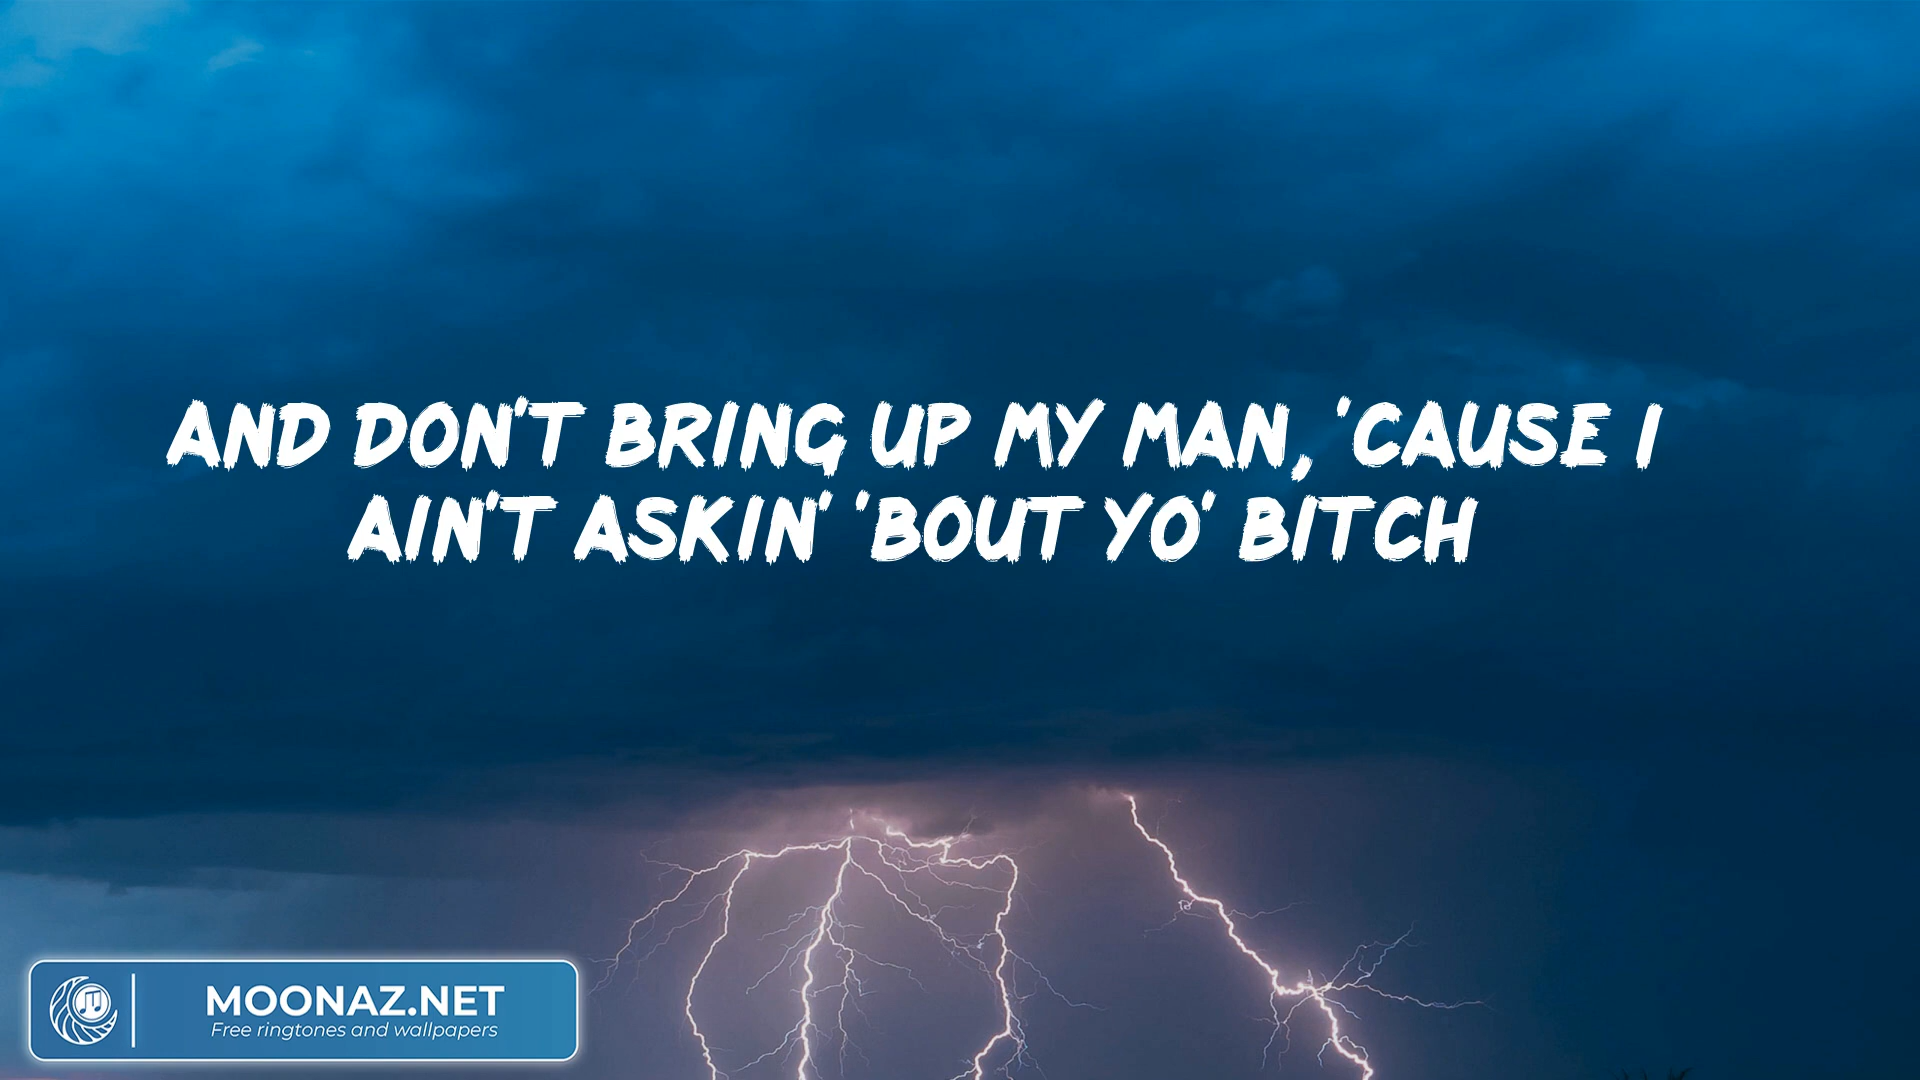 AND DON'T BRING UP MY MAN, 'CAUSE I
AIN'T ASKIN' 'BOUT YO' BITCH
MOONAZ.NET
Free ringtones and wallpapers